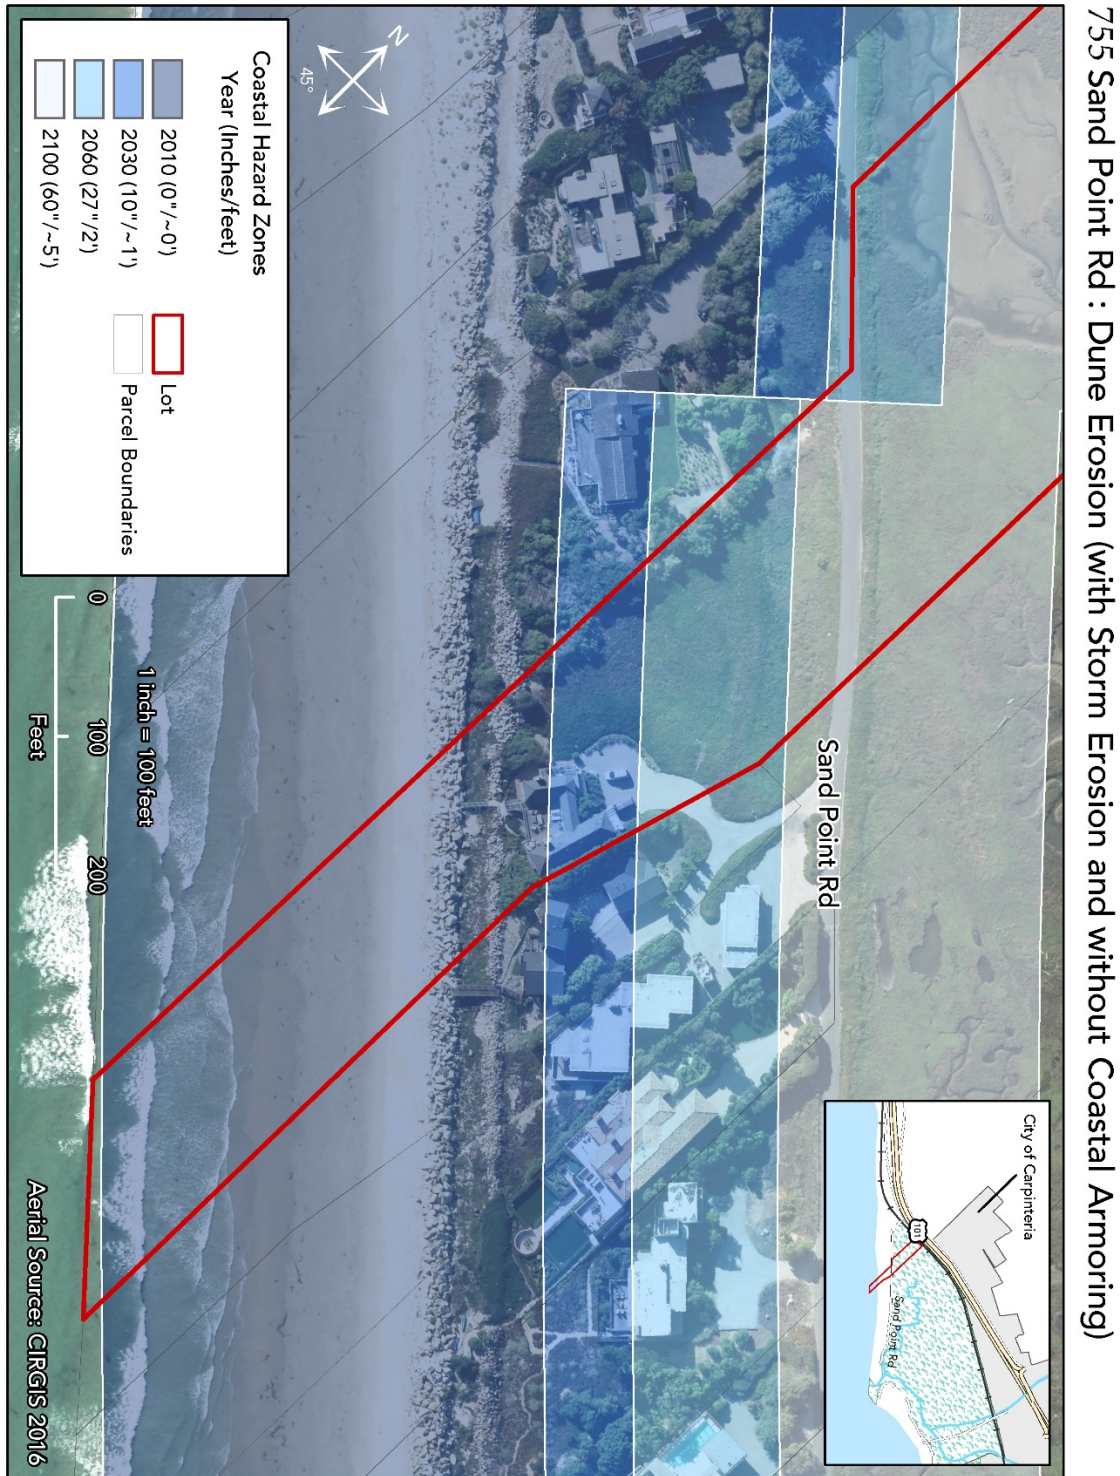 755 Sand Point Rd : Dune Erosion (with Storm Erosion and without Coastal Armoring)
N
45°
Coastal Hazard Zones
Year (Inches/feet)
2010 (0"/~0')
2030 (10"/~1')
2060 (27"/2')
2100 (60"/~5')
Lot
Parcel Boundaries
Sand Point Rd
City of Carpinteria
101
Sand Point Rd
1 inch = 100 feet
0 100 200
Feet
Aerial Source: CIRGIS 2016